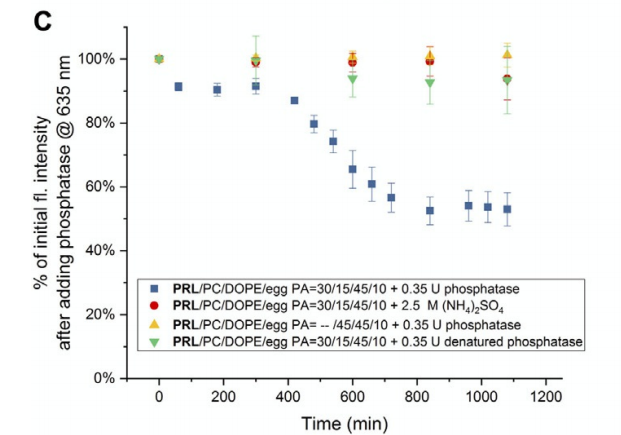 C
% of initial fl. intensity
after adding phosphatase @ 635 nm
100%
80%
60%
40%
20%
0%
PRL/PC/DOPE/egg PA=30/15/45/10 + 0.35 U phosphatase
PRL/PC/DOPE/egg PA=30/15/45/10 + 2.5 M (NH₄)₂SO₄
PRL/PC/DOPE/egg PA= -- /45/45/10 + 0.35 U phosphatase
PRL/PC/DOPE/egg PA=30/15/45/10 + 0.35 U denatured phosphatase
0 200 400 600 800 1000 1200
Time (min)